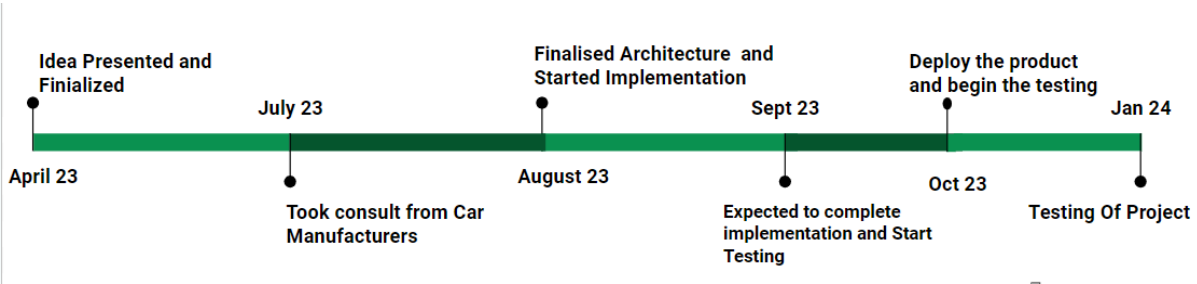 Idea Presented and
Finialized
April 23
July 23
Took consult from Car
Manufacturers
Finalised Architecture and
Started Implementation
August 23
Sept 23
Expected to complete
implementation and Start
Testing
Deploy the product
and begin the testing
Oct 23
Jan 24
Testing Of Project